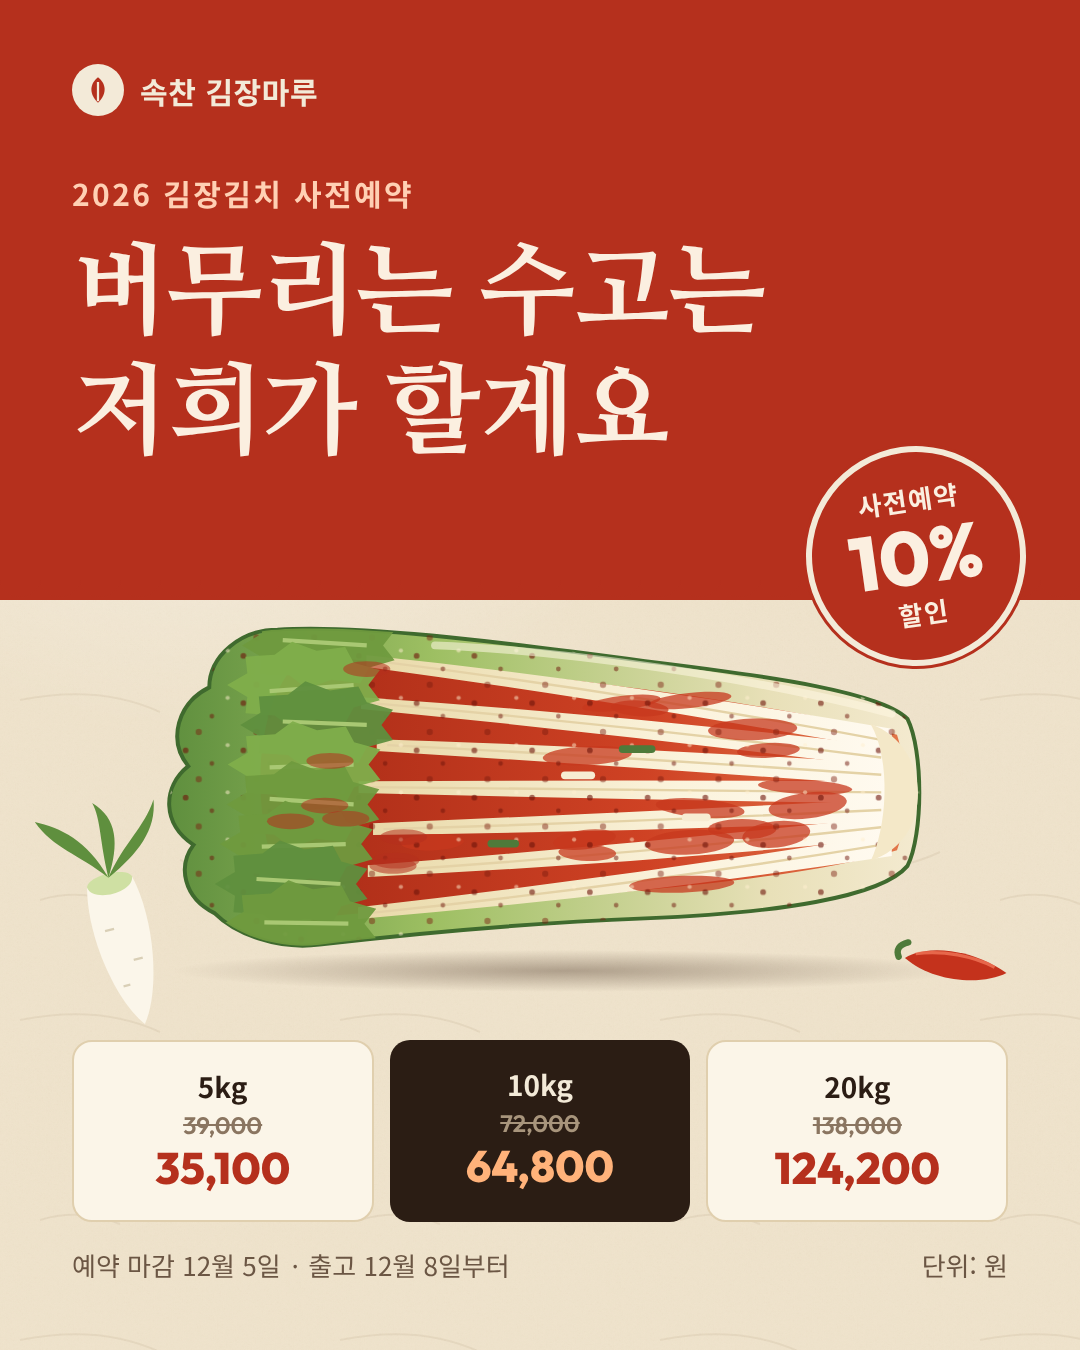 속찬 김장마루
2026 김장김치 사전예약
버무리는 수고는
저희가 할게요
사전예약
10%
할인
5kg
39,000
35,100
10kg
72,000
64,800
20kg
138,000
124,200
예약 마감 12월 5일 · 출고 12월 8일부터
단위: 원